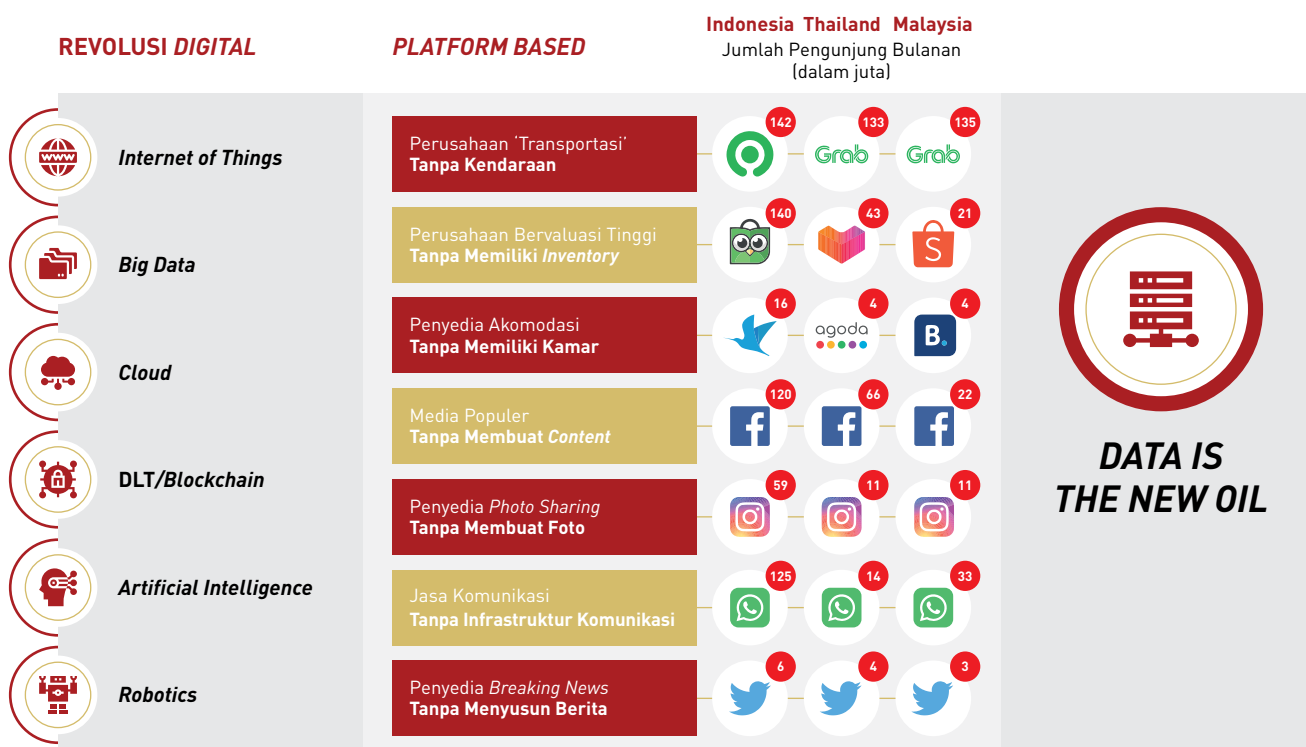 REVOLUSI DIGITAL
PLATFORM BASED
Indonesia Thailand Malaysia
Jumlah Pengunjung Bulanan
(dalam juta)
www
Internet of Things
Big Data
Cloud
DLT/Blockchain
Artificial Intelligence
Robotics
Perusahaan ‘Transportasi’
Tanpa Kendaraan
142 133 135
Grab Grab
Perusahaan Bervaluasi Tinggi
Tanpa Memiliki Inventory
140 43 21
S
Penyedia Akomodasi
Tanpa Memiliki Kamar
16 4 4
agoda B.
Media Populer
Tanpa Membuat Content
120 66 22
f f f
Penyedia Photo Sharing
Tanpa Membuat Foto
59 11 11
Jasa Komunikasi
Tanpa Infrastruktur Komunikasi
125 14 33
Penyedia Breaking News
Tanpa Menyusun Berita
6 4 3
DATA IS
THE NEW OIL